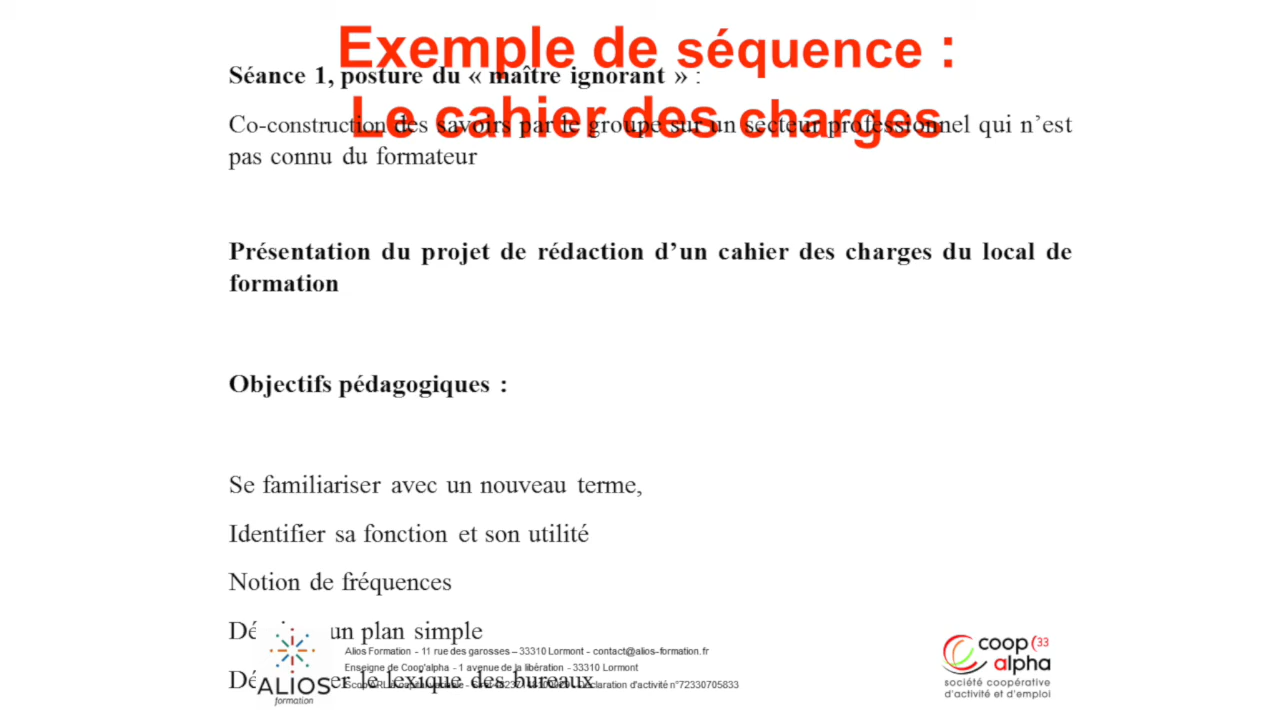 Exemple de séquence :
Séance 1, posture du « maître ignorant » :
Le cahier des charges
Co-construction des savoirs par le groupe sur un secteur professionnel qui n’est
pas connu du formateur
Présentation du projet de rédaction d’un cahier des charges du local de
formation
Objectifs pédagogiques :
Se familiariser avec un nouveau terme,
Identifier sa fonction et son utilité
Notion de fréquences
un plan simple
Alios Formation - 11 rue des garosses – 33310 Lormont - contact@alios-formation.fr
Enseigne de Coop'alpha - 1 avenue de la libération - 33310 Lormont
le lexique des bureaux
d'activité n°72330705833
ALIOS
formation
coop (33
alpha
société coopérative
d'activité et d'emploi